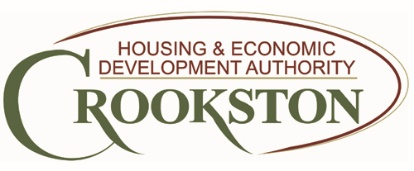 HOUSING & ECONOMIC
DEVELOPMENT AUTHORITY
CROOKSTON